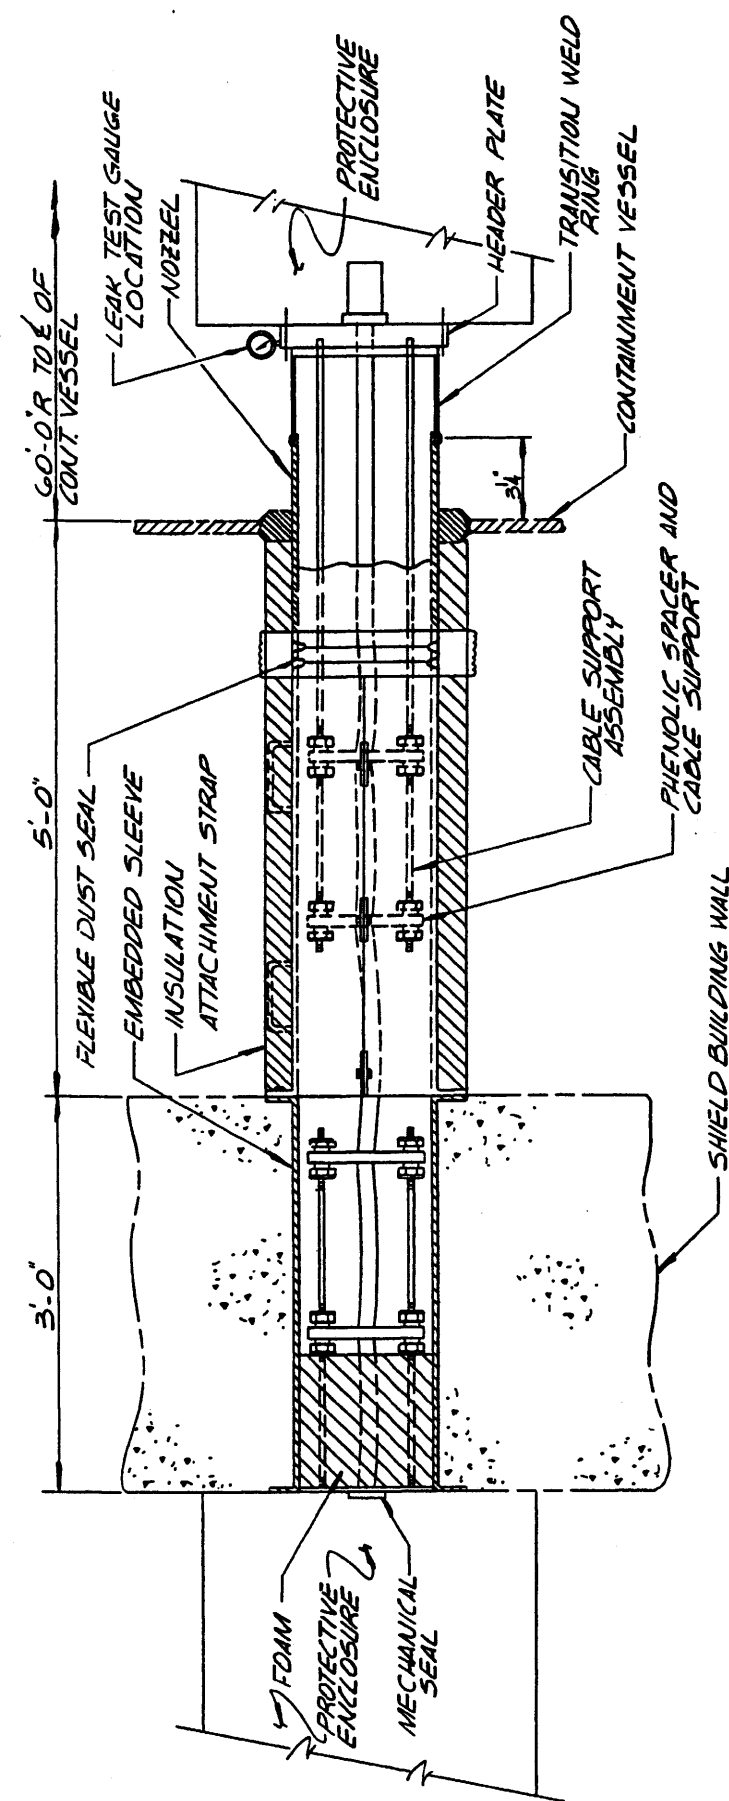 60'-0" R TO ℄ OF
CONT. VESSEL
5'-0"
3'-0"
LEAK TEST GAUGE
LOCATION
NOZZEL
PROTECTIVE
ENCLOSURE
HEADER PLATE
TRANSITION WELD
RING
CONTAINMENT VESSEL
3¼"
FLEXIBLE DUST SEAL
EMBEDDED SLEEVE
INSULATION
ATTACHMENT STRAP
CABLE SUPPORT
ASSEMBLY
PHENOLIC SPACER AND
CABLE SUPPORT
SHIELD BUILDING WALL
FOAM
PROTECTIVE
ENCLOSURE
MECHANICAL
SEAL